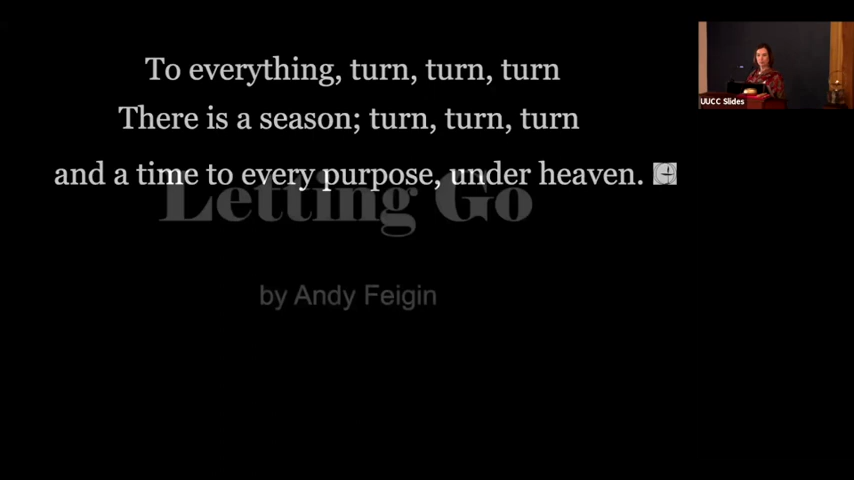 To everything, turn, turn, turn
There is a season; turn, turn, turn
and a time to every purpose, under heaven.
Letting Go
by Andy Feigin
UUCC Slides